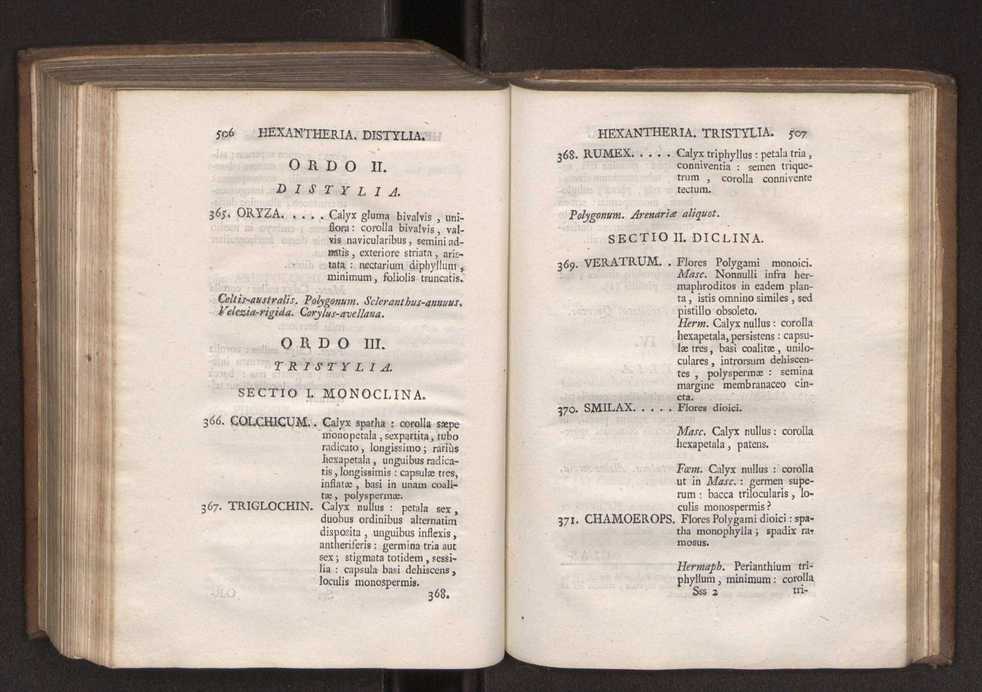 506 HEXANTHERIA. DISTYLIA.
ORDO II.
DISTYLIA.
365. ORYZA. . . . . Calyx gluma bivalvis, uni-
flora: corolla bivalvis, val-
vis navicularibus, semini ad-
natis, exteriore striata, aris-
tata: nectarium diphyllum,
minimum, foliolis truncatis.
Celtis-australis. Polygonum. Scleranthus-annuus.
Velezia-rigida. Corylus-avellana.
ORDO III.
TRISTYLIA.
SECTIO I. MONOCLINA.
366. COLCHICUM. . Calyx spatha: corolla sæpe
monopetala, sexpartita, tubo
radicato, longissimo; rariùs
hexapetala, unguibus radica-
tis, longissimis: capsulæ tres,
inflatæ, basi in unam coali-
tæ, polyspermæ.
367. TRIGLOCHIN. Calyx nullus: petala sex,
duobus ordinibus alternatim
disposita, unguibus inflexis,
antheriferis: germina tria aut
sex; stigmata totidem, sessi-
lia: capsula basi dehiscens,
loculis monospermis.
368.
HEXANTHERIA. TRISTYLIA. 507
368. RUMEX. . . . . Calyx triphyllus: petala tria,
conniventia: semen trique-
trum, corolla connivente
tectum.
Polygonum. Arenariæ aliquot.
SECTIO II. DICLINA.
369. VERATRUM. . Flores Polygami monoici.
Masc. Nonnulli infra her-
maphroditos in eadem plan-
ta, istis omnino similes, sed
pistillo obsoleto.
Herm. Calyx nullus: corolla
hexapetala, persistens: capsu-
læ tres, basi coalitæ, unilo-
culares, introrsum dehiscen-
tes, polyspermæ: semina
margine membranaceo cin-
cta.
370. SMILAX. . . . . Flores dioici.
Masc. Calyx nullus: corolla
hexapetala, patens.
Fœm. Calyx nullus: corolla
ut in Masc.: germen supe-
rum: bacca trilocularis, lo-
culis monospermis?
371. CHAMOEROPS. Flores Polygami dioici: spa-
tha monophylla; spadix ra-
mosus.
Hermaph. Perianthium tri-
phyllum, minimum: corolla
Sss 2 tri-